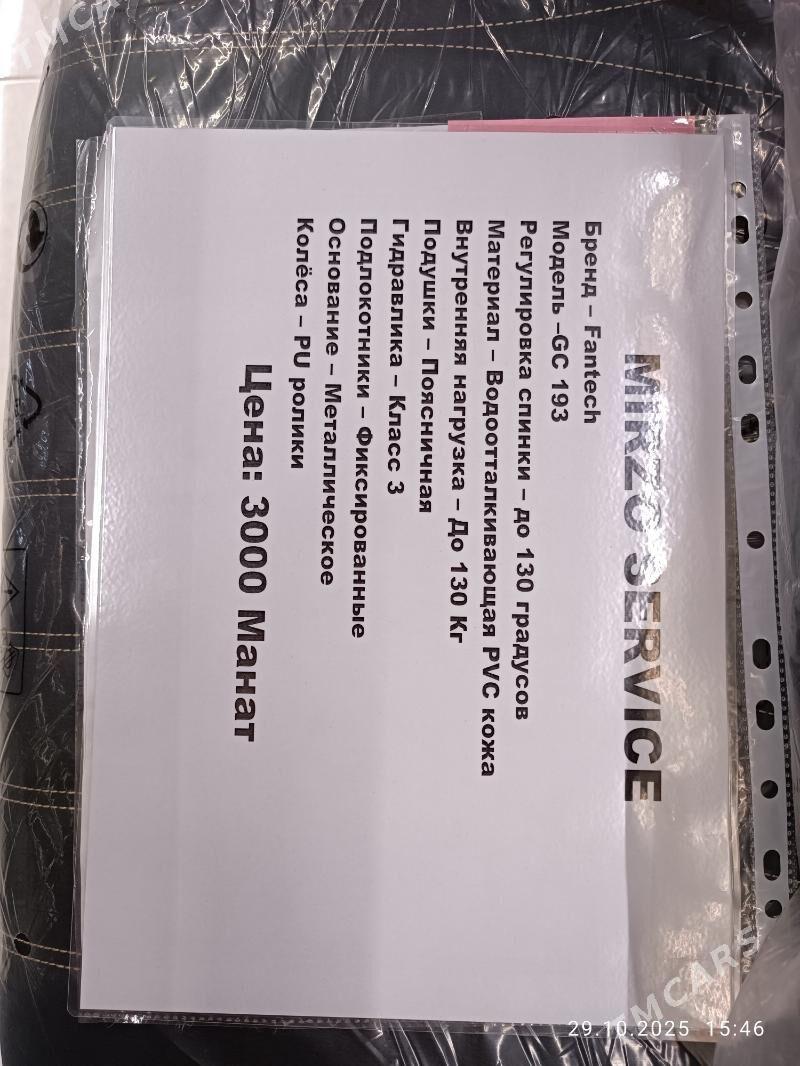 MIRZO SERVICE
Бренд – Fantech
Модель –GC 193
Регулировка спинки – до 130 градусов
Материал – Водоотталкивающая PVC кожа
Внутренняя нагрузка – До 130 Кг
Подушки – Поясничная
Гидравлика – Класс 3
Подлокотники – Фиксированные
Основание – Металлическое
Колёса – PU ролики
Цена: 3000 Манат
TMCARS
TMCARS
29.10.2025 15:46